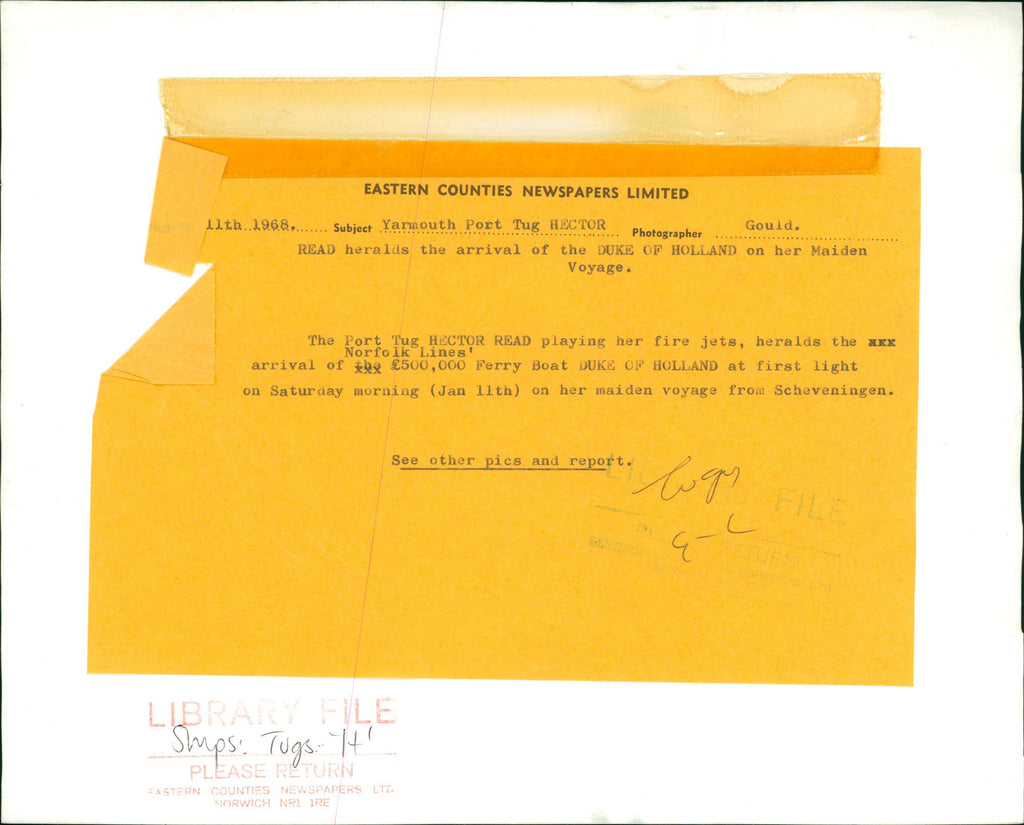 EASTERN COUNTIES NEWSPAPERS LIMITED
11th 1968. Subject Yarmouth Port Tug HECTOR Photographer Gould.
READ heralds the arrival of the DUKE OF HOLLAND on her Maiden
Voyage.
The Port Tug HECTOR READ playing her fire jets, heralds the xxx
Norfolk Lines'
arrival of xxx £500,000 Ferry Boat DUKE OF HOLLAND at first light
on Saturday morning (Jan 11th) on her maiden voyage from Scheveningen.
See other pics and report.
FILE
RETURN
LIBRARY FILE
Ships: Tugs- 'H'
PLEASE RETURN
EASTERN COUNTIES NEWSPAPERS LTD
NORWICH NR1 1RE